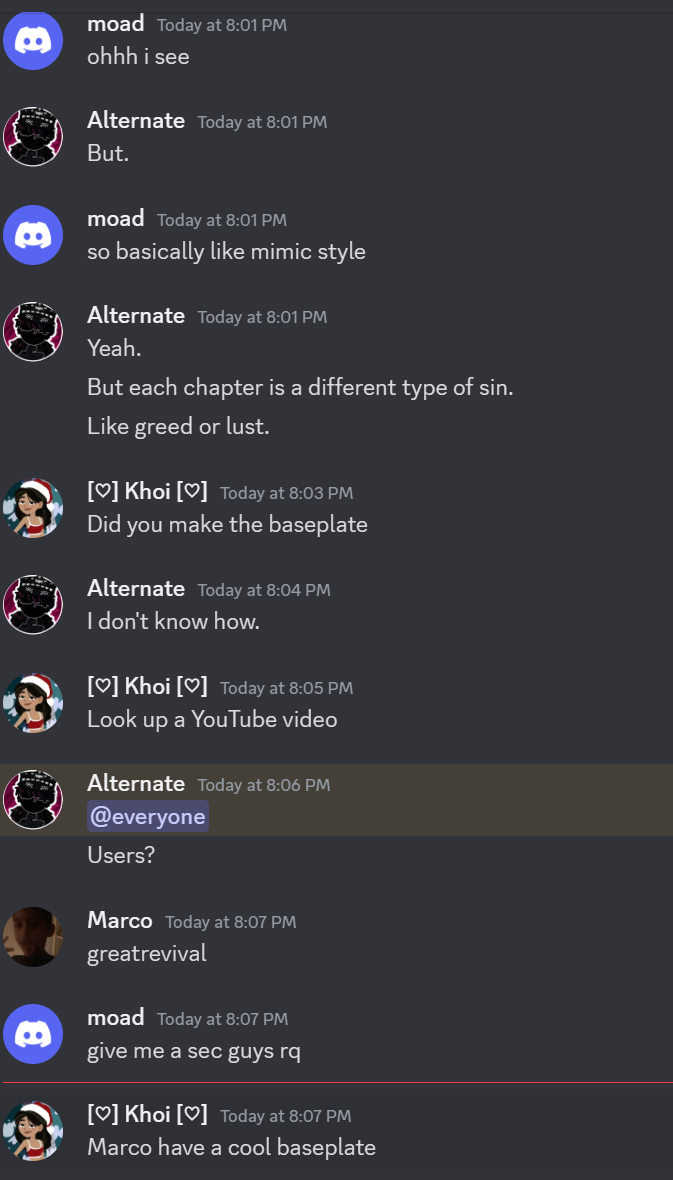 moad Today at 8:01 PM
ohhh i see
Alternate Today at 8:01 PM
But.
moad Today at 8:01 PM
so basically like mimic style
Alternate Today at 8:01 PM
Yeah.
But each chapter is a different type of sin.
Like greed or lust.
[♡] Khoi [♡] Today at 8:03 PM
Did you make the baseplate
Alternate Today at 8:04 PM
I don't know how.
[♡] Khoi [♡] Today at 8:05 PM
Look up a YouTube video
Alternate Today at 8:06 PM
@everyone
Users?
Marco Today at 8:07 PM
greatrevival
moad Today at 8:07 PM
give me a sec guys rq
[♡] Khoi [♡] Today at 8:07 PM
Marco have a cool baseplate